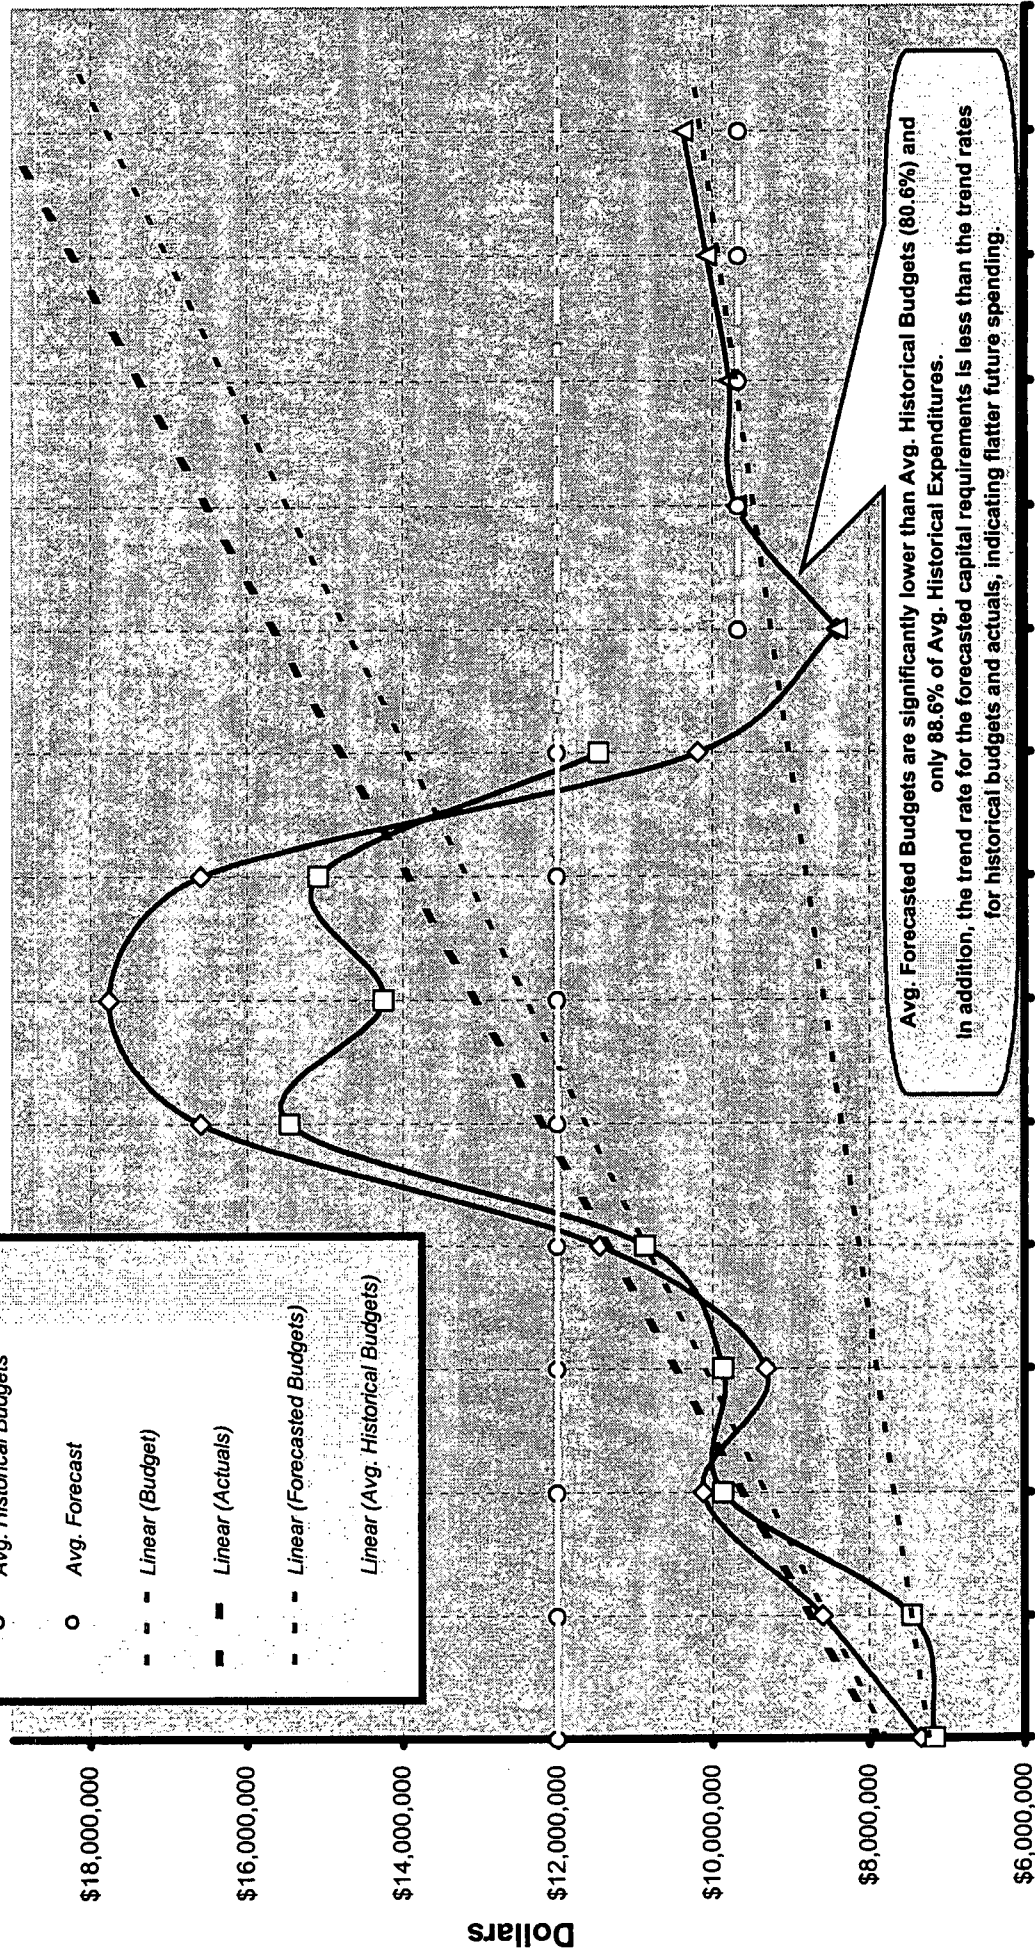 Avg. Historical Budgets
Avg. Forecast
Linear (Budget)
Linear (Actuals)
Linear (Forecasted Budgets)
Linear (Avg. Historical Budgets)
Dollars
$18,000,000
$16,000,000
$14,000,000
$12,000,000
$10,000,000
$8,000,000
$6,000,000
Avg. Forecasted Budgets are significantly lower than Avg. Historical Budgets (80.6%) and
only 88.6% of Avg. Historical Expenditures.
In addition, the trend rate for the forecasted capital requirements is less than the trend rates
for historical budgets and actuals, indicating flatter future spending.